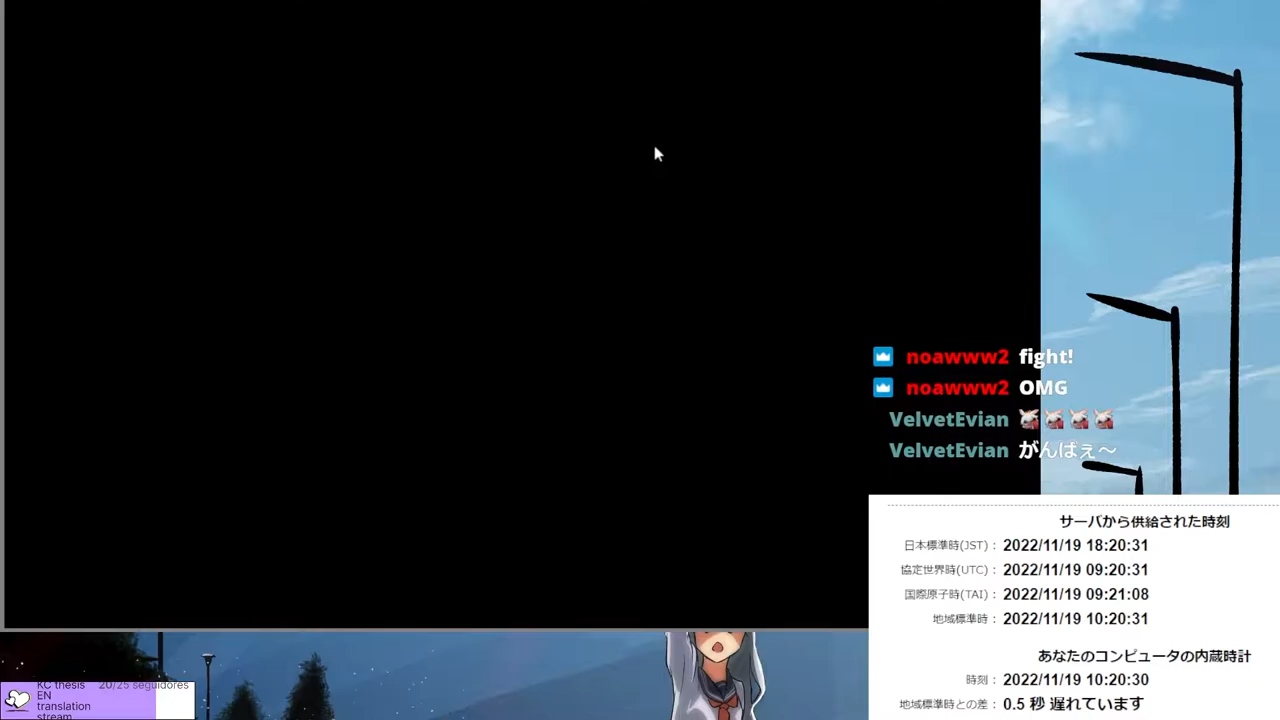 noawww2 fight!
noawww2 OMG
VelvetEvian
VelvetEvian がんばぇ〜
サーバから供給された時刻
日本標準時(JST)： 2022/11/19 18:20:31
協定世界時(UTC)： 2022/11/19 09:20:31
国際原子時(TAI)： 2022/11/19 09:21:08
地域標準時： 2022/11/19 10:20:31
あなたのコンピュータの内蔵時計
時刻： 2022/11/19 10:20:30
地域標準時との差： 0.5 秒 遅れています
KC thesis 20/25 seguidores
EN
translation
stream